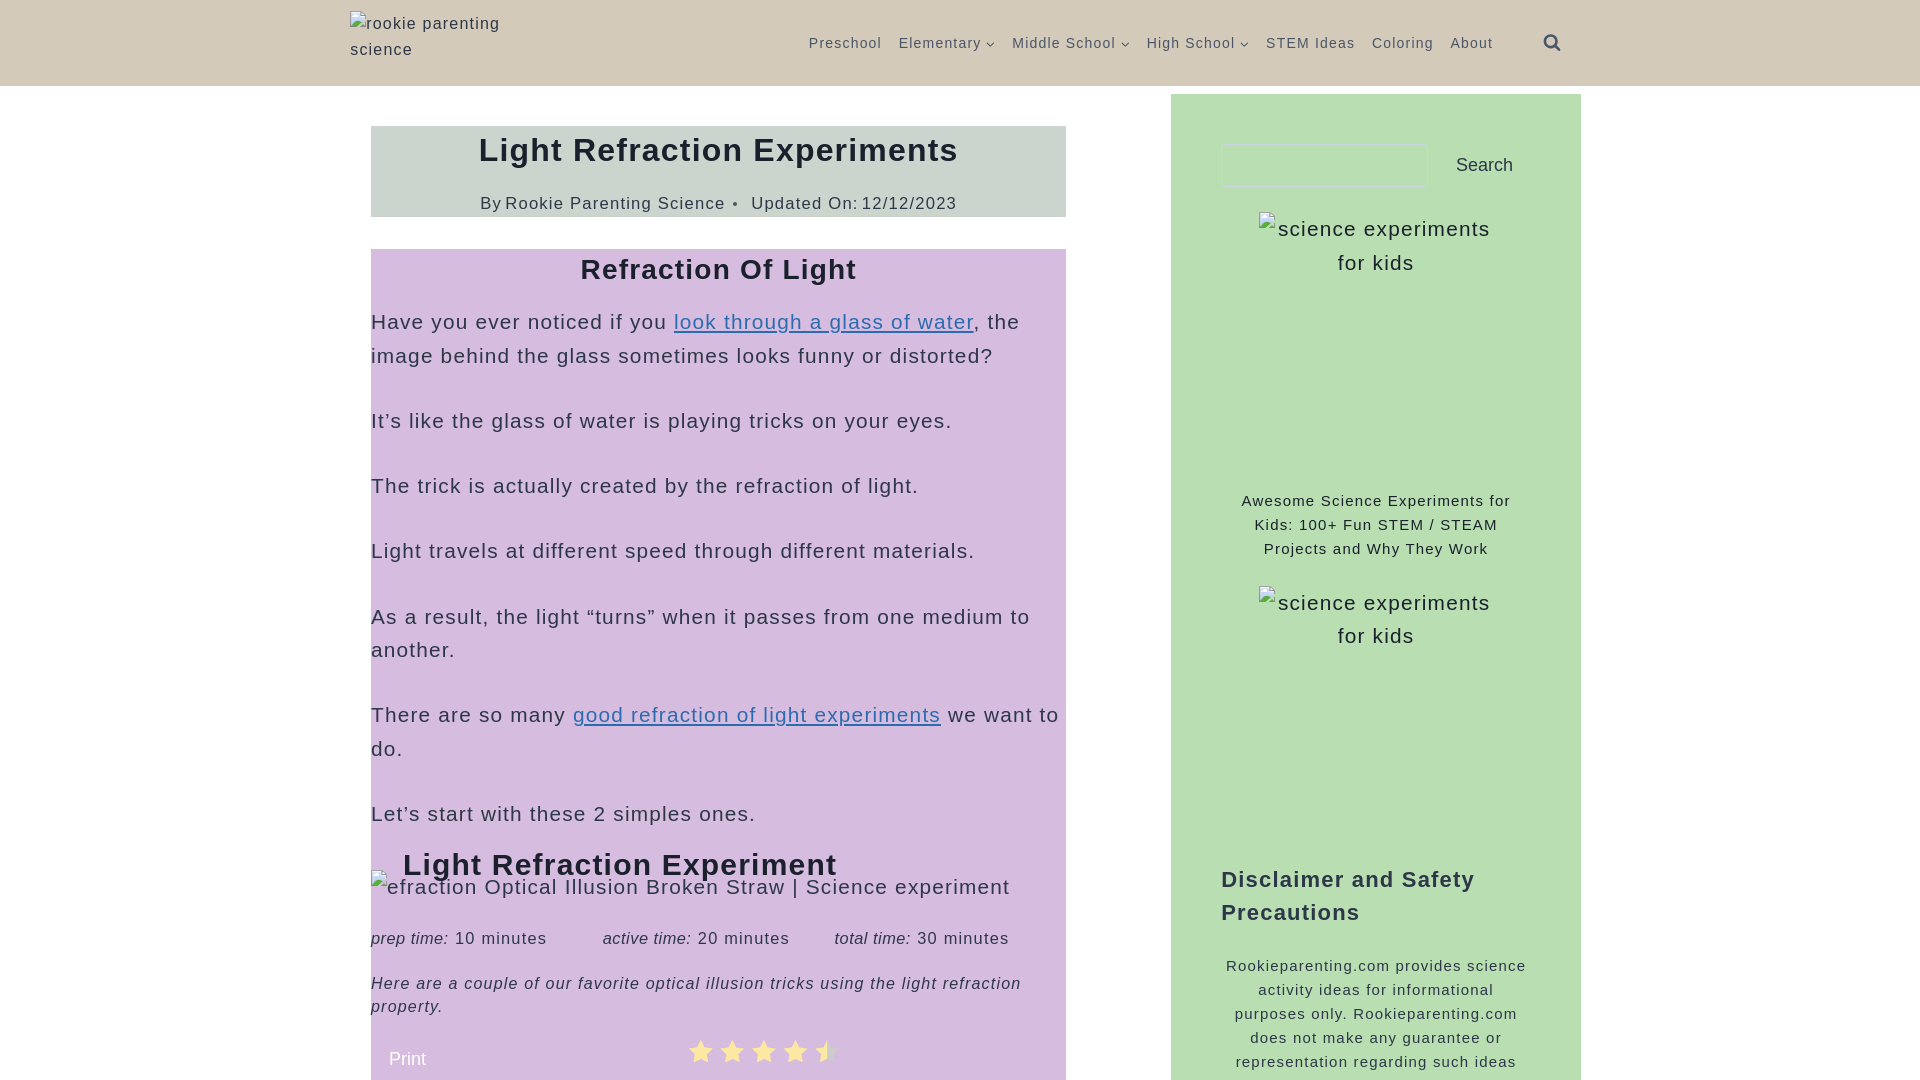 rookie parenting
science
Preschool Elementary Middle School High School STEM Ideas Coloring About
Light Refraction Experiments
By Rookie Parenting Science • Updated On: 12/12/2023
Refraction Of Light
Have you ever noticed if you look through a glass of water, the
image behind the glass sometimes looks funny or distorted?
It’s like the glass of water is playing tricks on your eyes.
The trick is actually created by the refraction of light.
Light travels at different speed through different materials.
As a result, the light “turns” when it passes from one medium to
another.
There are so many good refraction of light experiments we want to
do.
Let’s start with these 2 simples ones.
Light Refraction Experiment
efraction Optical Illusion Broken Straw | Science experiment
prep time: 10 minutes active time: 20 minutes total time: 30 minutes
Here are a couple of our favorite optical illusion tricks using the light refraction
property.
Print
Search
science experiments
for kids
Awesome Science Experiments for
Kids: 100+ Fun STEM / STEAM
Projects and Why They Work
science experiments
for kids
Disclaimer and Safety
Precautions
Rookieparenting.com provides science
activity ideas for informational
purposes only. Rookieparenting.com
does not make any guarantee or
representation regarding such ideas